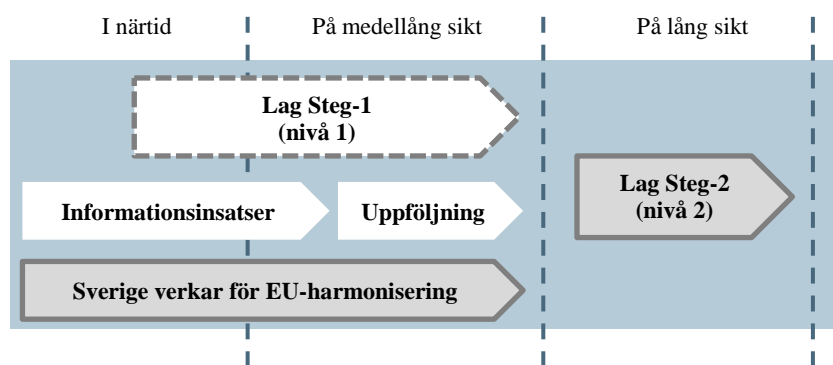 I närtid
På medellång sikt
På lång sikt
Lag Steg-1
(nivå 1)
Lag Steg-2
(nivå 2)
Informationsinsatser
Uppföljning
Sverige verkar för EU-harmonisering